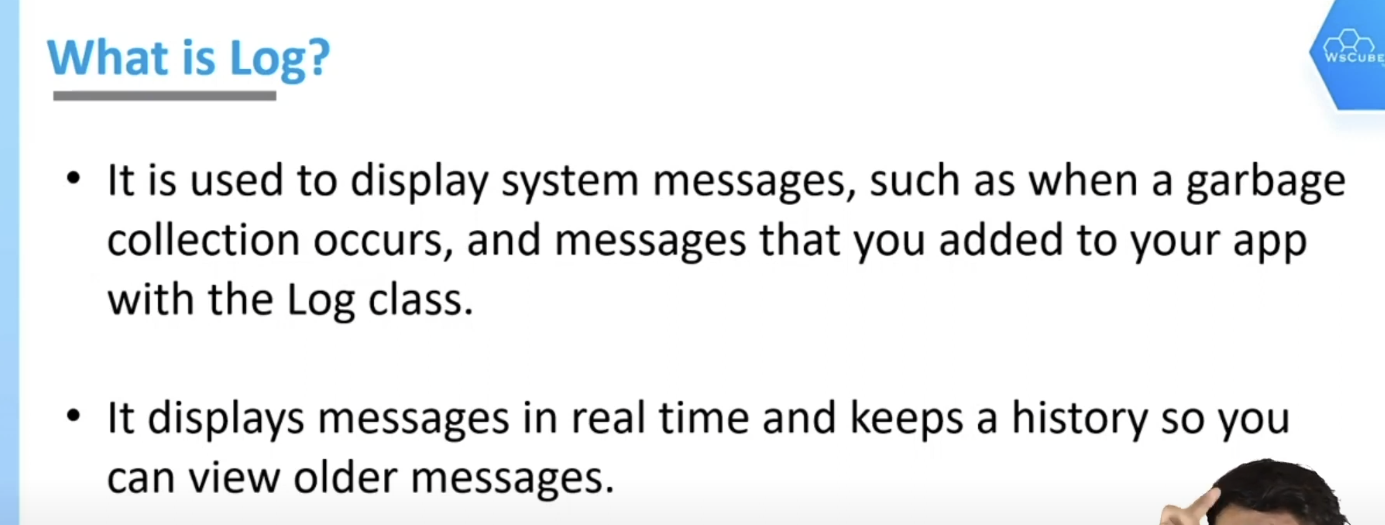 What is Log?
WSCUBE
• It is used to display system messages, such as when a garbage
collection occurs, and messages that you added to your app
with the Log class.
• It displays messages in real time and keeps a history so you
can view older messages.